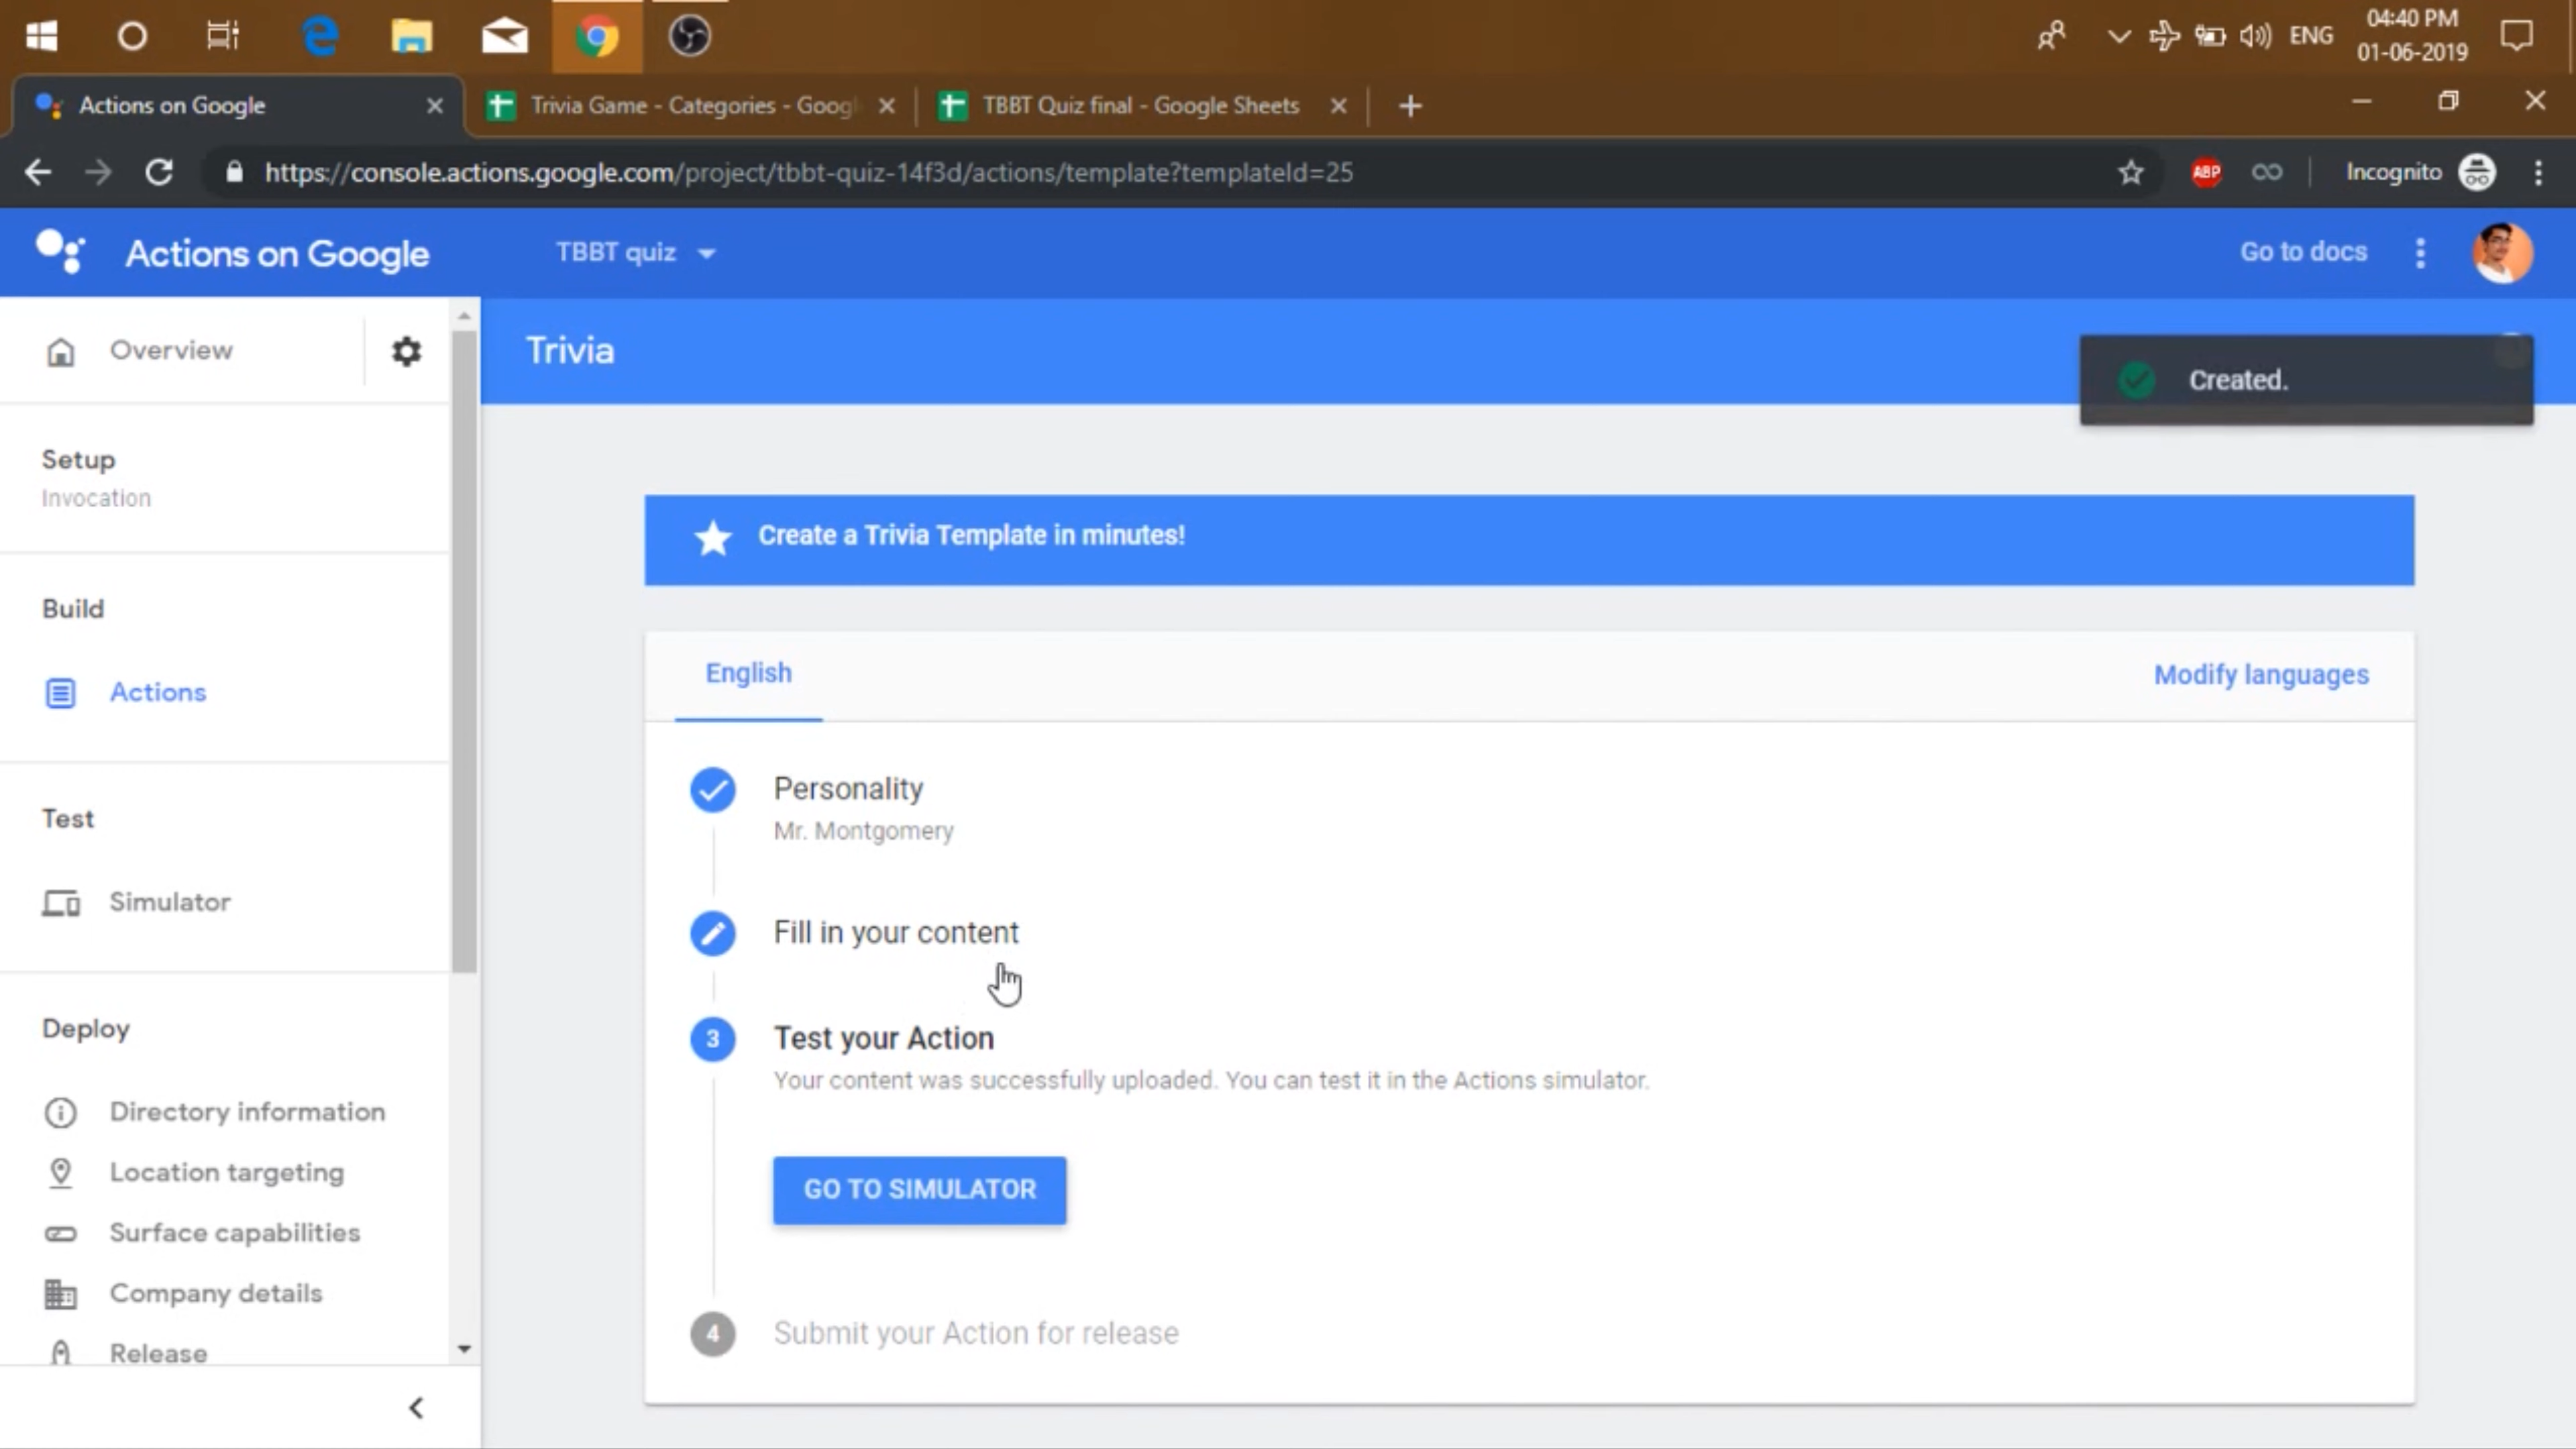 04:40 PM
ENG
01-06-2019
Actions on Google
Trivia Game - Categories - Googl
TBBT Quiz final - Google Sheets
https://console.actions.google.com/project/tbbt-quiz-14f3d/actions/template?templateId=25
ABP
Incognito
Actions on Google
TBBT quiz
Go to docs
Overview
Trivia
Created.
Setup
Invocation
Create a Trivia Template in minutes!
Build
English
Modify languages
Actions
Personality
Mr. Montgomery
Test
Simulator
Fill in your content
3
Test your Action
Your content was successfully uploaded. You can test it in the Actions simulator.
Deploy
Directory information
Location targeting
GO TO SIMULATOR
Surface capabilities
Company details
4
Submit your Action for release
Release